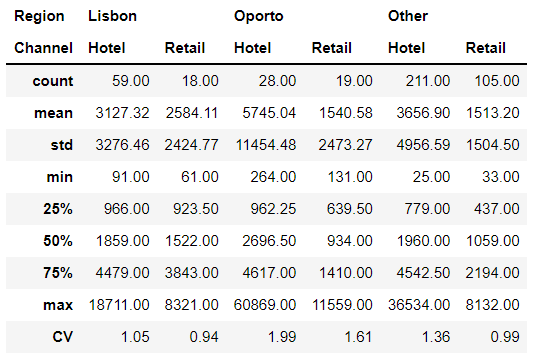 Region Lisbon Oporto Other
Channel Hotel Retail Hotel Retail Hotel Retail
count 59.00 18.00 28.00 19.00 211.00 105.00
mean 3127.32 2584.11 5745.04 1540.58 3656.90 1513.20
std 3276.46 2424.77 11454.48 2473.27 4956.59 1504.50
min 91.00 61.00 264.00 131.00 25.00 33.00
25% 966.00 923.50 962.25 639.50 779.00 437.00
50% 1859.00 1522.00 2696.50 934.00 1960.00 1059.00
75% 4479.00 3843.00 4617.00 1410.00 4542.50 2194.00
max 18711.00 8321.00 60869.00 11559.00 36534.00 8132.00
CV 1.05 0.94 1.99 1.61 1.36 0.99